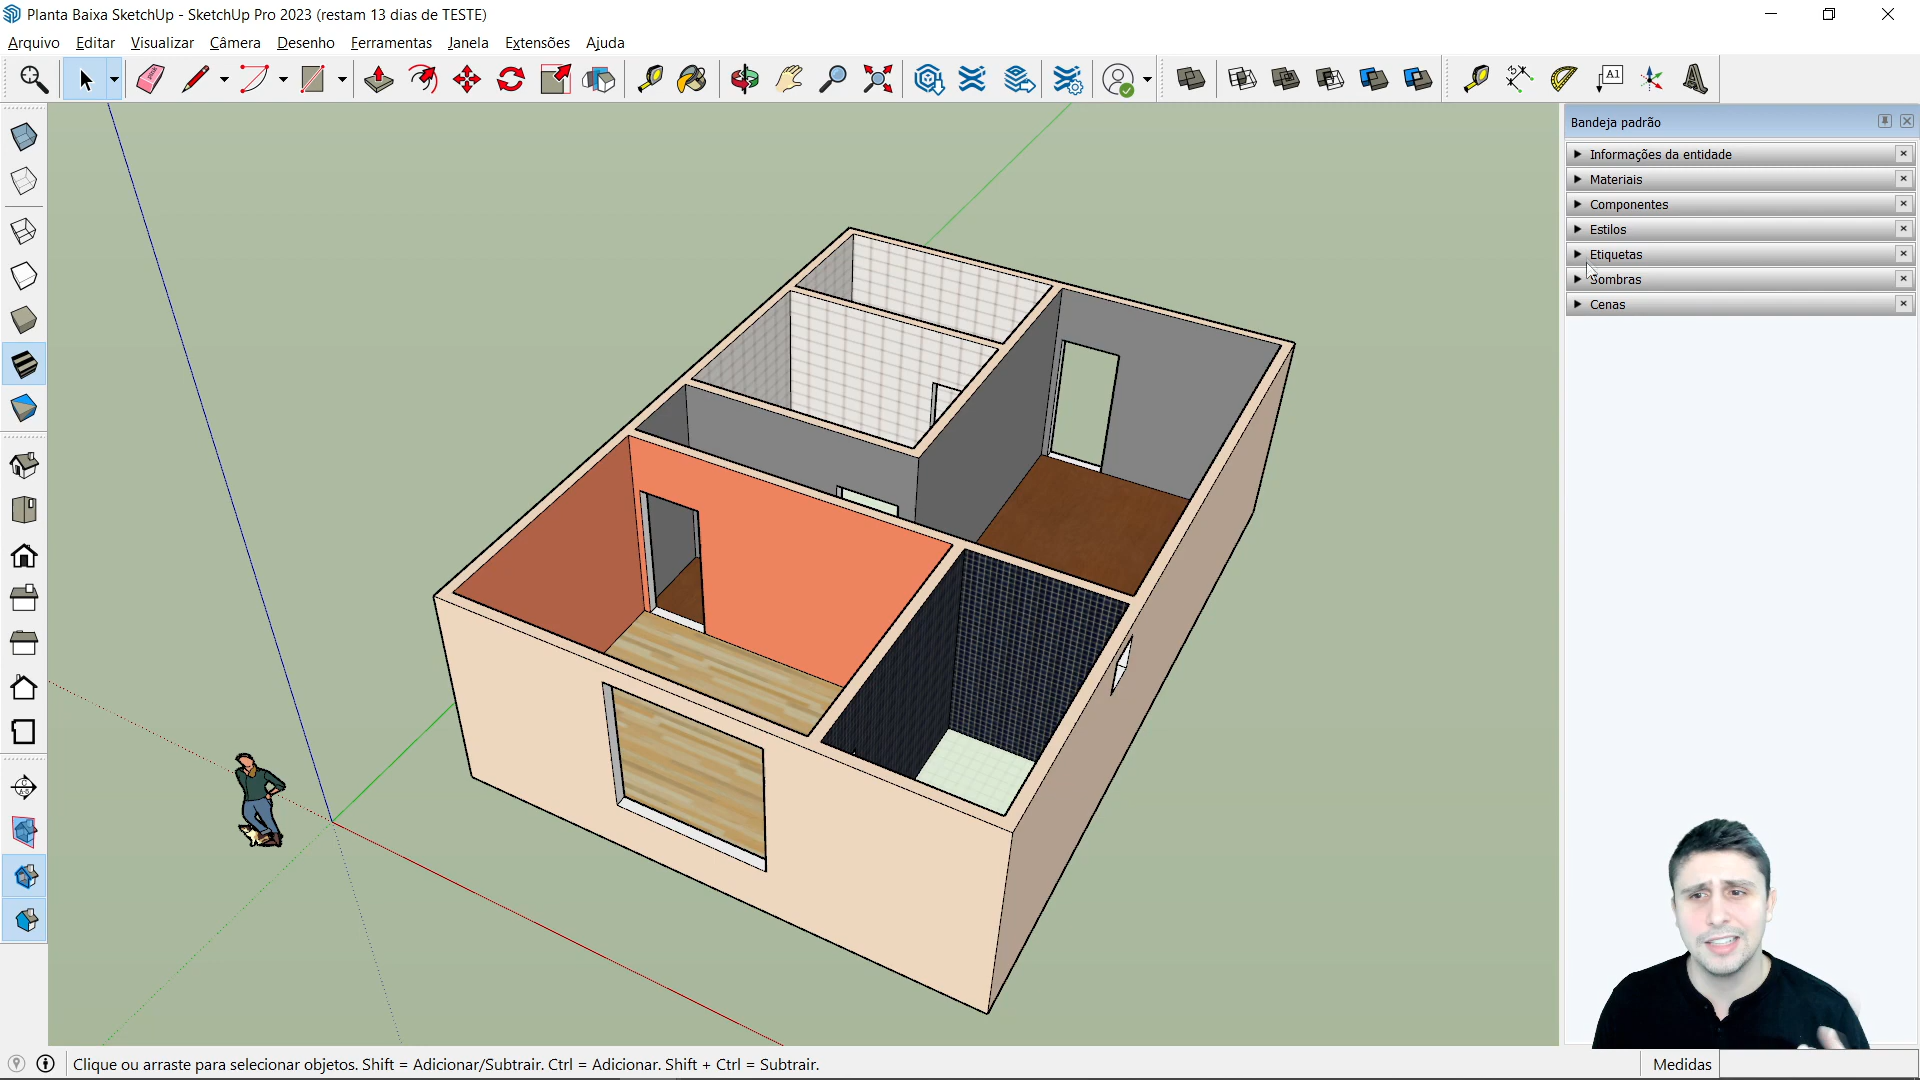 Planta Baixa SketchUp - SketchUp Pro 2023 (restam 13 dias de TESTE)
Arquivo Editar Visualizar Câmera Desenho Ferramentas Janela Extensões Ajuda
A1
Bandeja padrão
Informações da entidade
Materiais
Componentes
Estilos
Etiquetas
Sombras
Cenas
Clique ou arraste para selecionar objetos. Shift = Adicionar/Subtrair. Ctrl = Adicionar. Shift + Ctrl = Subtrair.
Medidas